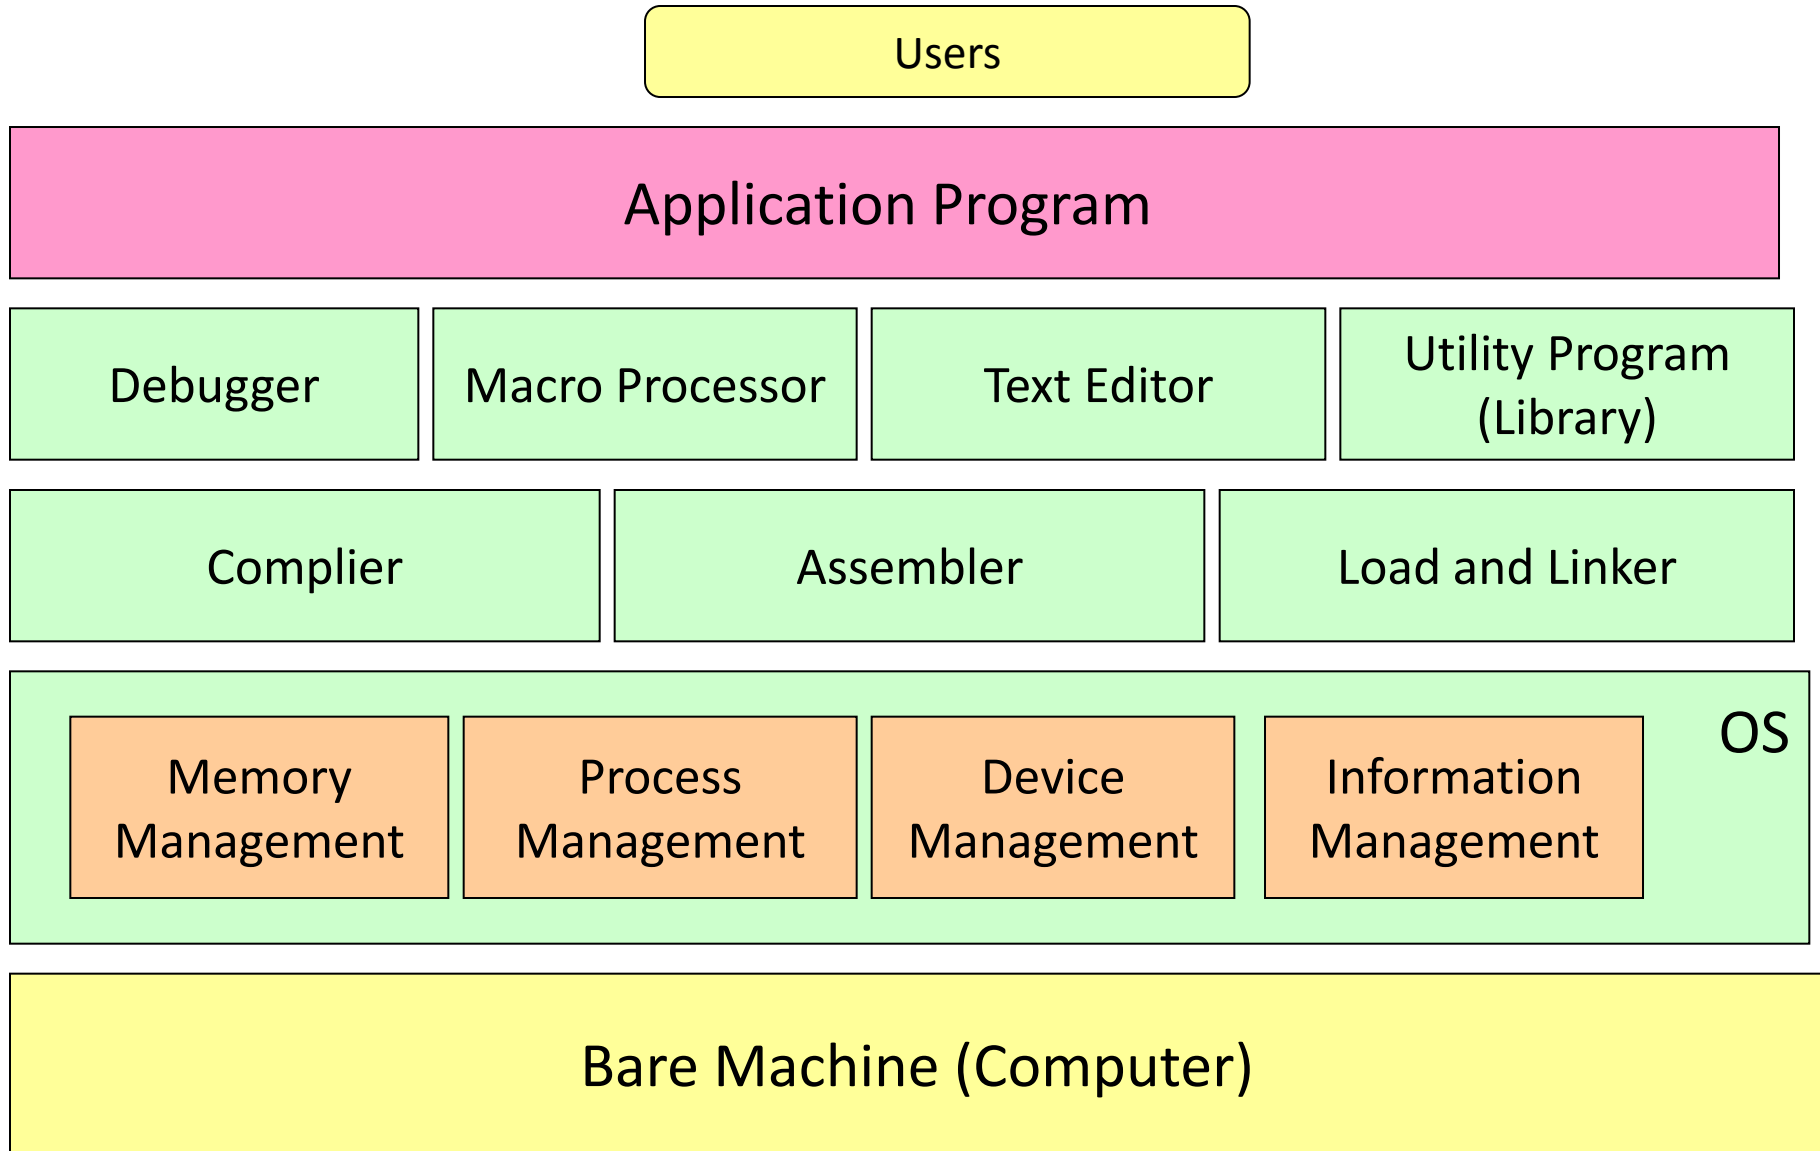 Users
Application Program
Debugger
Macro Processor
Text Editor
Utility Program
(Library)
Complier
Assembler
Load and Linker
OS
Memory
Management
Process
Management
Device
Management
Information
Management
Bare Machine (Computer)